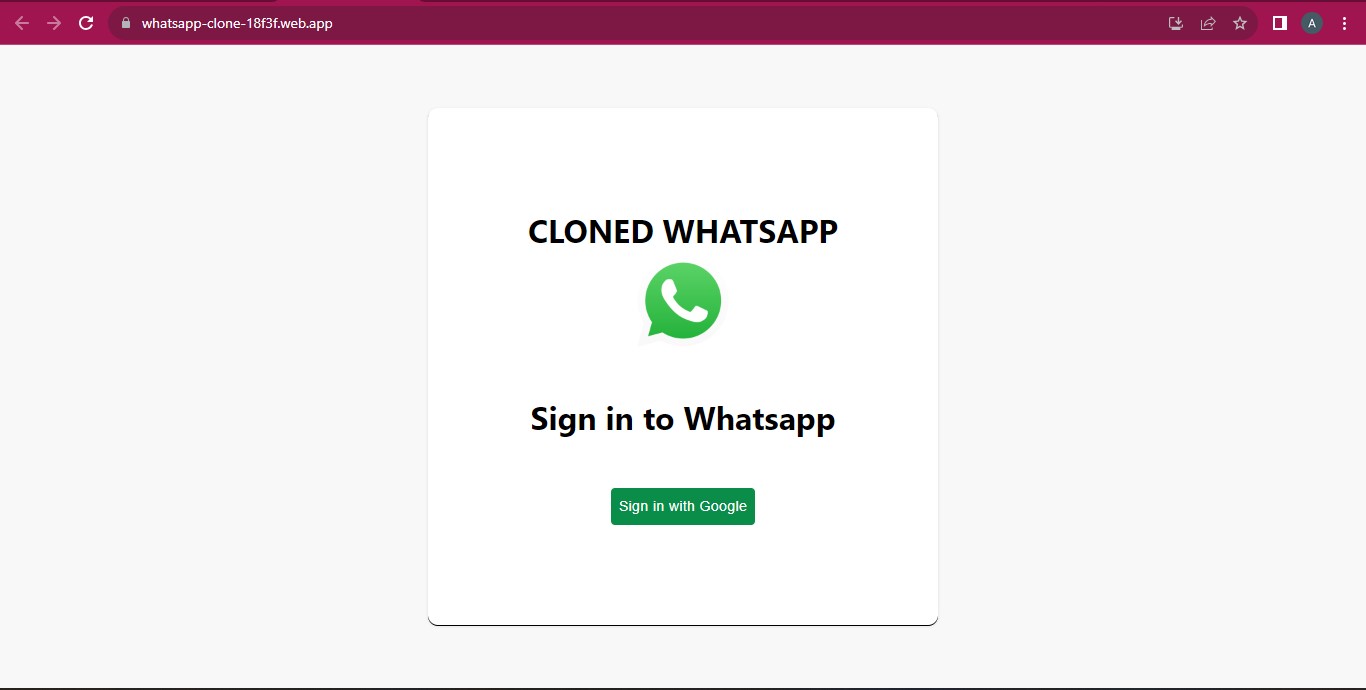 whatsapp-clone-18f3f.web.app
A
CLONED WHATSAPP
Sign in to Whatsapp
Sign in with Google